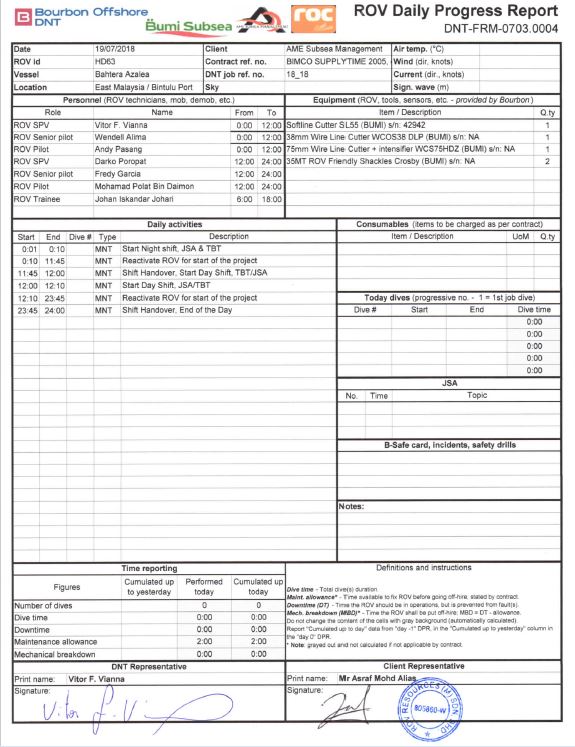 Bourbon Offshore
DNT
Bumi Subsea
roc
ROV Daily Progress Report
DNT-FRM-0703.0004
Date 19/07/2018 Client AME Subsea Management Air temp. (°C)
ROV Id HD63 Contract ref. no. BIMCO SUPPLYTIME 2005, Wind (dir, knots)
Vessel Bahtera Azalea DNT job ref. no. 18_18 Current (dir., knots)
Location East Malaysia / Bintulu Port Sky Sign. wave (m)
Personnel (ROV technicians, mob, demob, etc.) Equipment (ROV, tools, sensors, etc. - provided by Bourbon)
Role Name From To Item / Description Q.ty
ROV SPV Vitor F. Vianna 0:00 12:00 Softline Cutter SL55 (BUMI) s/n: 42942 1
ROV Senior pilot Wendell Alima 0:00 12:00 38mm Wire Line Cutter WCOS38 DLP (BUMI) s/n: NA 1
ROV Pilot Andy Pasang 0:00 12:00 75mm Wire Line Cutter + intensifier WCS75HDZ (BUMI) s/n: NA 1
ROV SPV Darko Poropat 12:00 24:00 35MT ROV Friendly Shackles Crosby (BUMI) s/n: NA 2
ROV Senior pilot Fredy Garcia 12:00 24:00
ROV Pilot Mohamad Polat Bin Daimon 12:00 24:00
ROV Trainee Johan Iskandar Johari 6:00 18:00
Daily activities Consumables (items to be charged as per contract)
Start End Dive # Type Description Item / Description UoM Q.ty
0:01 0:10 MNT Start Night shift, JSA & TBT
0:10 11:45 MNT Reactivate ROV for start of the project
11:45 12:00 MNT Shift Handover, Start Day Shift, TBT/JSA
12:00 12:10 MNT Start Day Shift, JSA/TBT
12:10 23:45 MNT Reactivate ROV for start of the project Today dives (progressive no. - 1 = 1st job dive)
23:45 24:00 MNT Shift Handover, End of the Day Dive # Start End Dive time
0:00
0:00
0:00
0:00
0:00
JSA
No. Time Topic
B-Safe card, incidents, safety drills
Notes:
Time reporting Definitions and instructions
Figures Cumulated up to yesterday Performed today Cumulated up today
Number of dives 0 0
Dive time 0:00 0:00
Downtime 0:00 0:00
Maintenance allowance 2:00 2:00
Mechanical breakdown 0:00 0:00
Dive time - Total dive(s) duration.
Maint. allowance* - Time available to fix ROV before going off-hire, stated by contract.
Downtime (DT) - Time the ROV should be in operations, but is prevented from fault(s).
Mech. breakdown (MBD)* - Time the ROV shall be put off-hire: MBD = DT - allowance.
Do not change the content of the cells with gray background (automatically calculated).
Report "Cumulated up to day" data from "day -1" DPR, in the "Cumulated up to yesterday" column in
the "day 0" DPR.
* Note: grayed out and not calculated if not applicable by contract.
DNT Representative Client Representative
Print name: Vitor F. Vianna Print name: Mr Asraf Mohd Alias
Signature: Signature:
805860-W